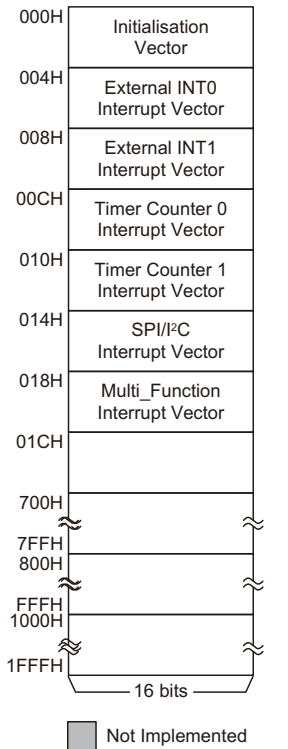 000H
Initialisation
Vector
004H
External INT0
Interrupt Vector
008H
External INT1
Interrupt Vector
00CH
Timer Counter 0
Interrupt Vector
010H
Timer Counter 1
Interrupt Vector
014H
SPI/I²C
Interrupt Vector
018H
Multi_Function
Interrupt Vector
01CH
700H
7FFH
800H
FFFH
1000H
1FFFH
16 bits
Not Implemented